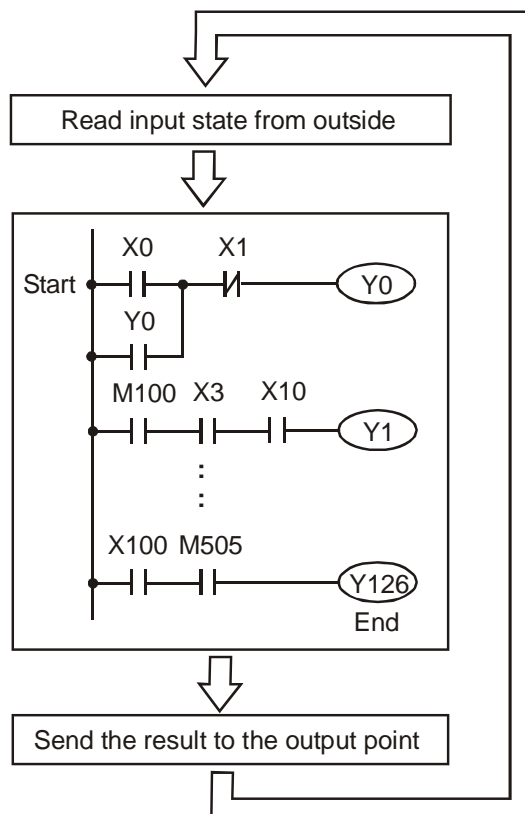 Read input state from outside
X0 X1
Start Y0
Y0
M100 X3 X10
Y1
X100 M505
Y126
End
Send the result to the output point